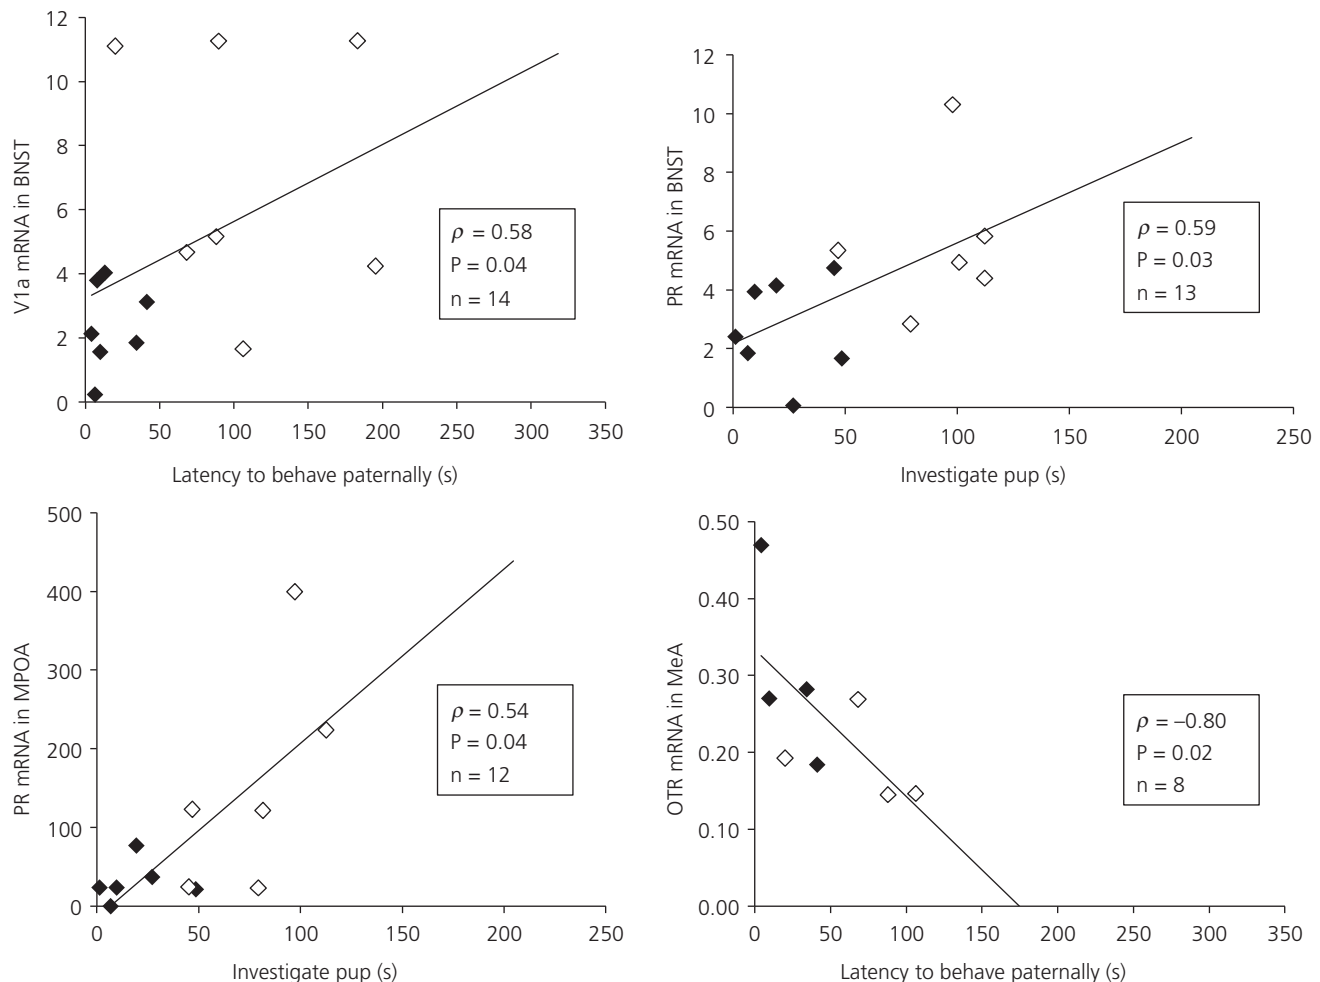 12
10
8
6
4
2
0
V1a mRNA in BNST
ρ = 0.58
P = 0.04
n = 14
0 50 100 150 200 250 300 350
Latency to behave paternally (s)
12
10
8
6
4
2
0
PR mRNA in BNST
ρ = 0.59
P = 0.03
n = 13
0 50 100 150 200 250
Investigate pup (s)
500
400
300
200
100
0
PR mRNA in MPOA
ρ = 0.54
P = 0.04
n = 12
0 50 100 150 200 250
Investigate pup (s)
0.50
0.40
0.30
0.20
0.10
0.00
OTR mRNA in MeA
ρ = –0.80
P = 0.02
n = 8
0 50 100 150 200 250 300 350
Latency to behave paternally (s)